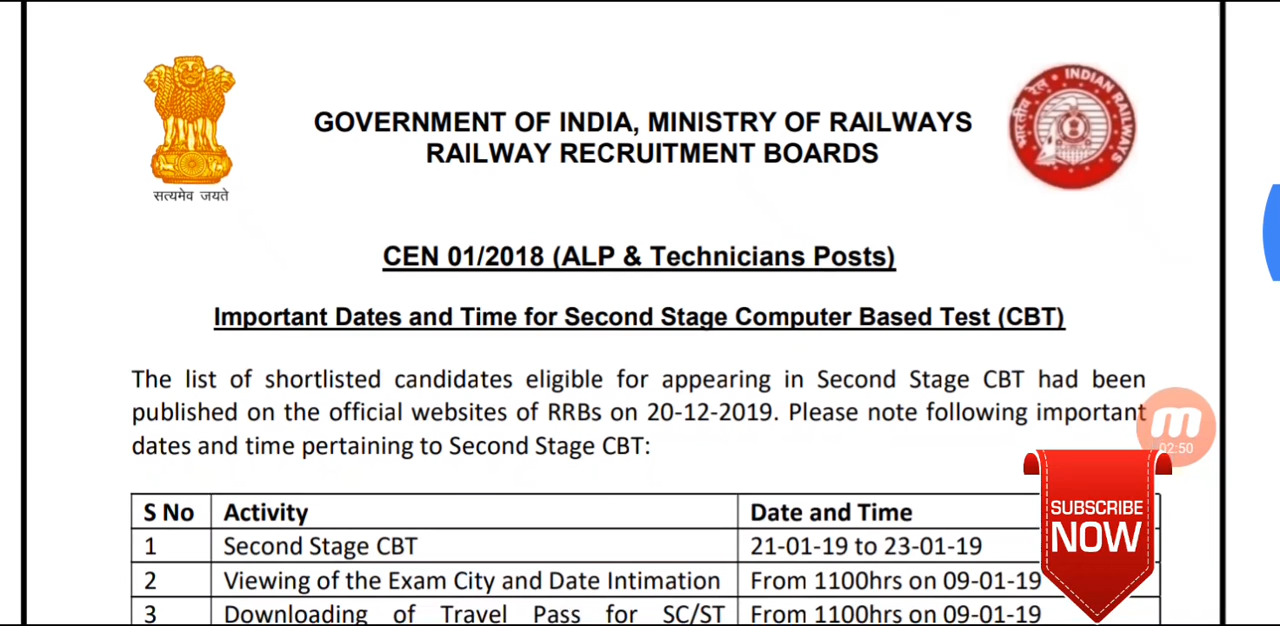 सत्यमेव जयते
GOVERNMENT OF INDIA, MINISTRY OF RAILWAYS
RAILWAY RECRUITMENT BOARDS
भारतीय रेल • INDIAN RAILWAYS
CEN 01/2018 (ALP & Technicians Posts)
Important Dates and Time for Second Stage Computer Based Test (CBT)
The list of shortlisted candidates eligible for appearing in Second Stage CBT had been
published on the official websites of RRBs on 20-12-2019. Please note following important
dates and time pertaining to Second Stage CBT:
m
02:50
S No Activity Date and Time
1 Second Stage CBT 21-01-19 to 23-01-19
2 Viewing of the Exam City and Date Intimation From 1100hrs on 09-01-19
3 Downloading of Travel Pass for SC/ST From 1100hrs on 09-01-19
SUBSCRIBE
NOW